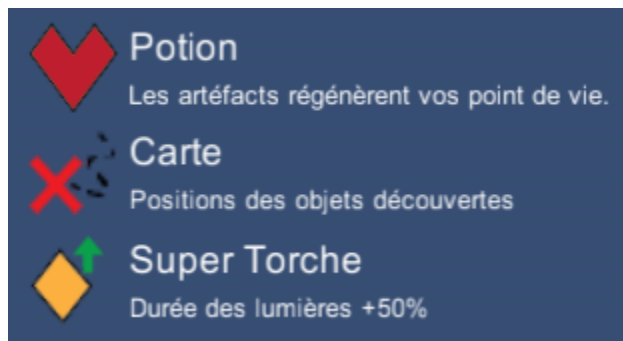 Potion
Les artéfacts régénèrent vos point de vie.
Carte
Positions des objets découvertes
Super Torche
Durée des lumières +50%